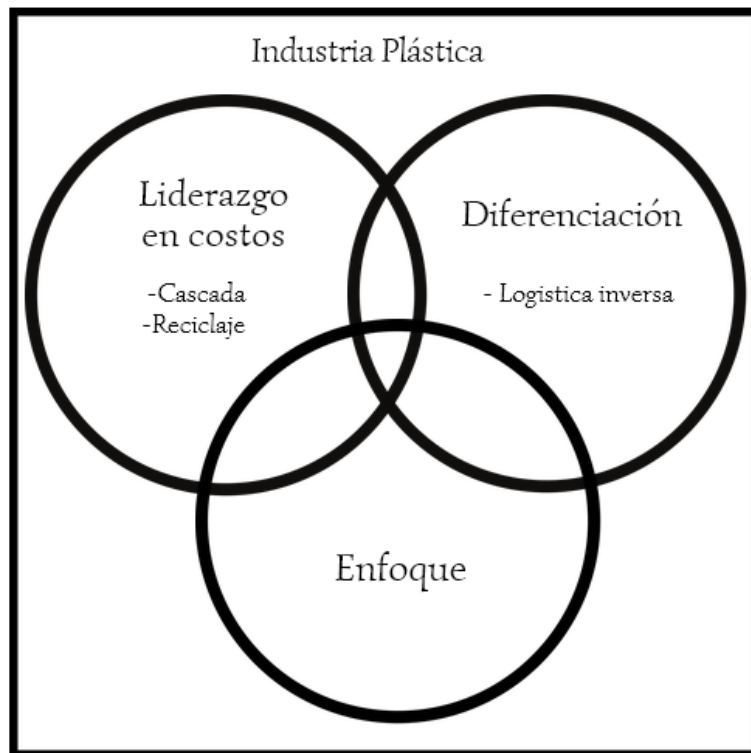 Industria Plástica
Liderazgo
en costos
-Cascada
-Reciclaje
Diferenciación
- Logistica inversa
Enfoque